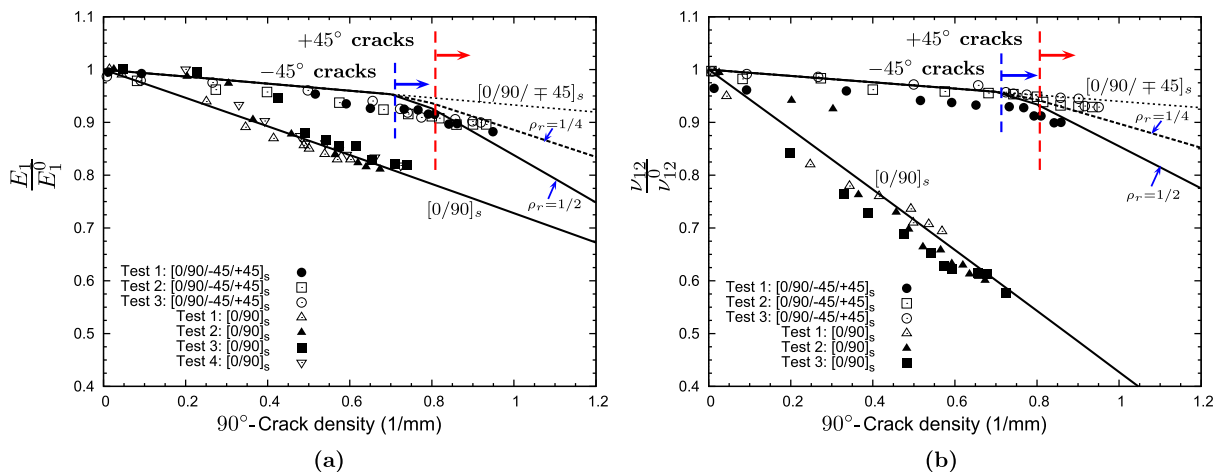 1.1
1
0.9
0.8
0.7
0.6
0.5
0.4
E₁
E₁⁰
+45° cracks
−45° cracks
[0/90/∓45]ₛ
ρᵣ=1/4
ρᵣ=1/2
[0/90]ₛ
Test 1: [0/90/-45/+45]ₛ
Test 2: [0/90/-45/+45]ₛ
Test 3: [0/90/-45/+45]ₛ
Test 1: [0/90]ₛ
Test 2: [0/90]ₛ
Test 3: [0/90]ₛ
Test 4: [0/90]ₛ
0 0.2 0.4 0.6 0.8 1 1.2
90°-Crack density (1/mm)
(a)
1.1
1
0.9
0.8
0.7
0.6
0.5
0.4
ν₁₂
ν₁₂⁰
+45° cracks
−45° cracks
[0/90/∓45]ₛ
ρᵣ=1/4
ρᵣ=1/2
[0/90]ₛ
Test 1: [0/90/-45/+45]ₛ
Test 2: [0/90/-45/+45]ₛ
Test 3: [0/90/-45/+45]ₛ
Test 1: [0/90]ₛ
Test 2: [0/90]ₛ
Test 3: [0/90]ₛ
0 0.2 0.4 0.6 0.8 1 1.2
90°-Crack density (1/mm)
(b)